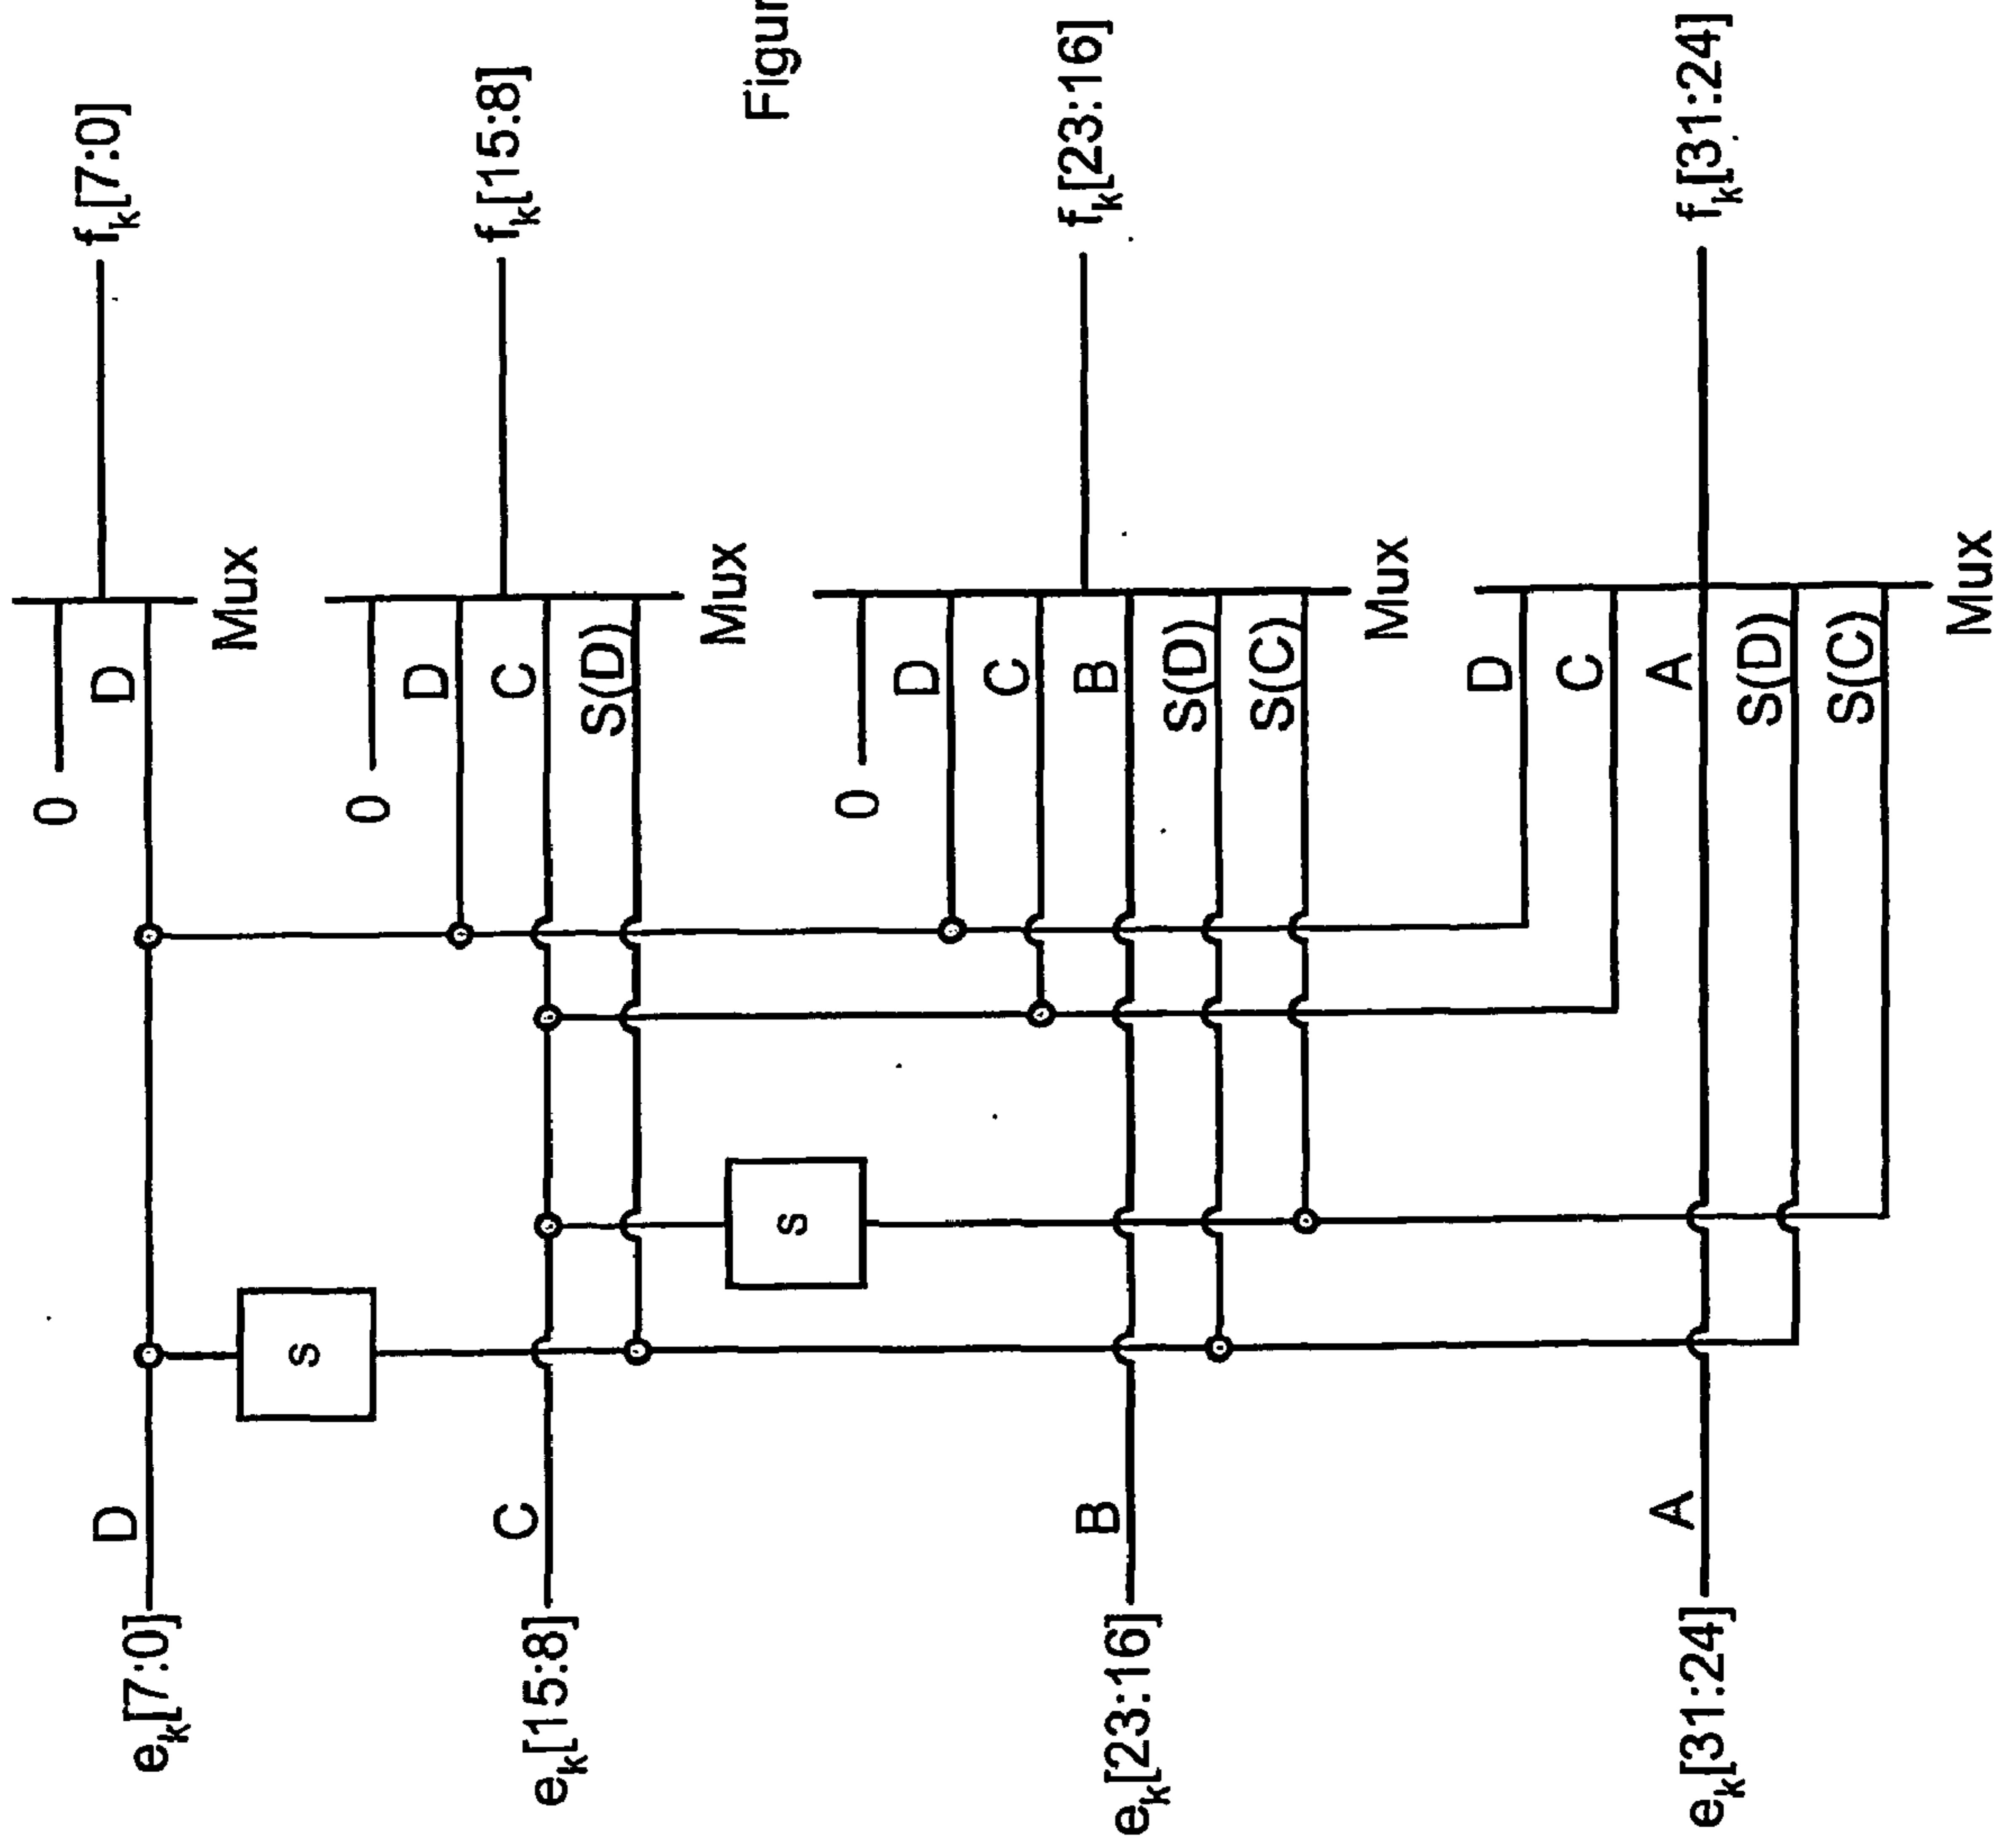 0
e_k[7:0] D D f_k[7:0]
Mux
s
0
D
e_k[15:8] C C f_k[15:8]
S(D)
Mux
Figur
s
0
D
C
e_k[23:16] B B f_k[23:16]
S(D)
S(C)
Mux
D
C
e_k[31:24] A A f_k[31:24]
S(D)
S(C)
Mux